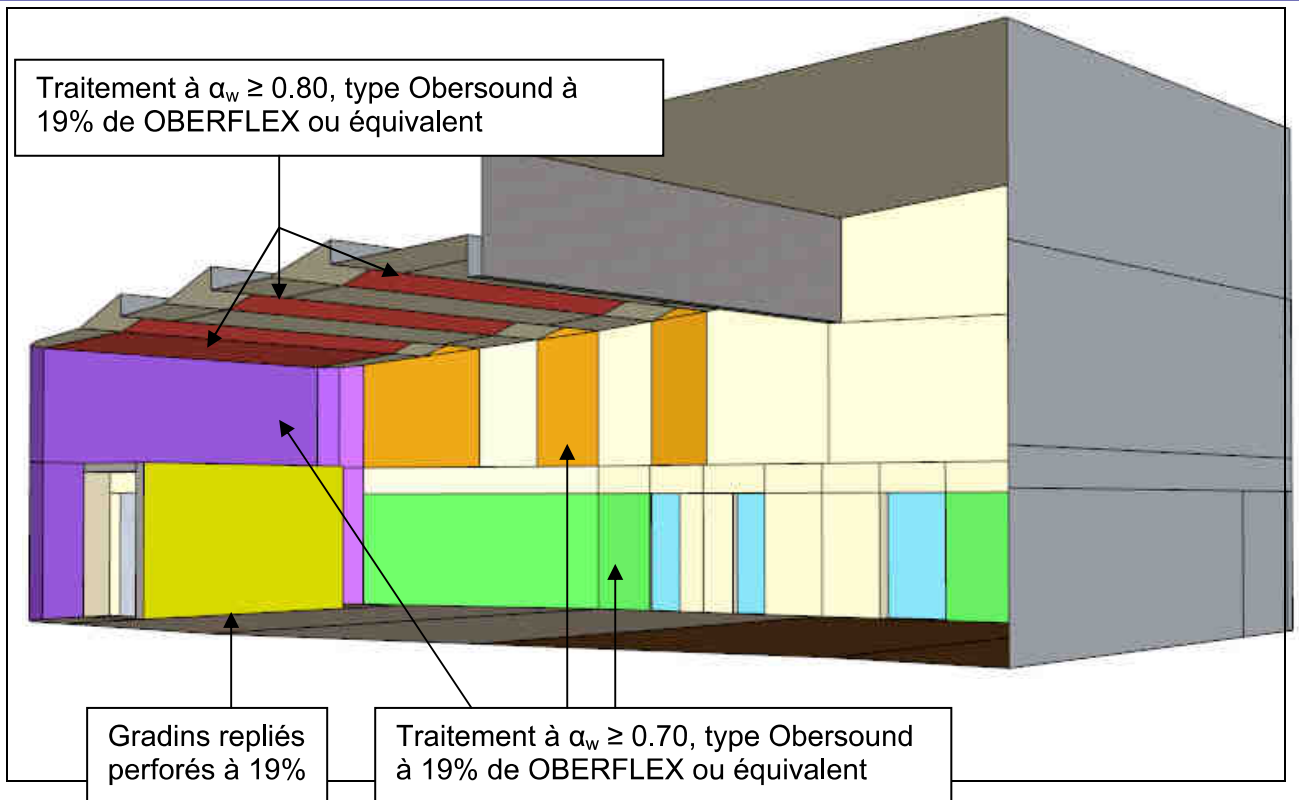 Traitement à αw ≥ 0.80, type Obersound à
19% de OBERFLEX ou équivalent
Gradins repliés
perforés à 19%
Traitement à αw ≥ 0.70, type Obersound
à 19% de OBERFLEX ou équivalent